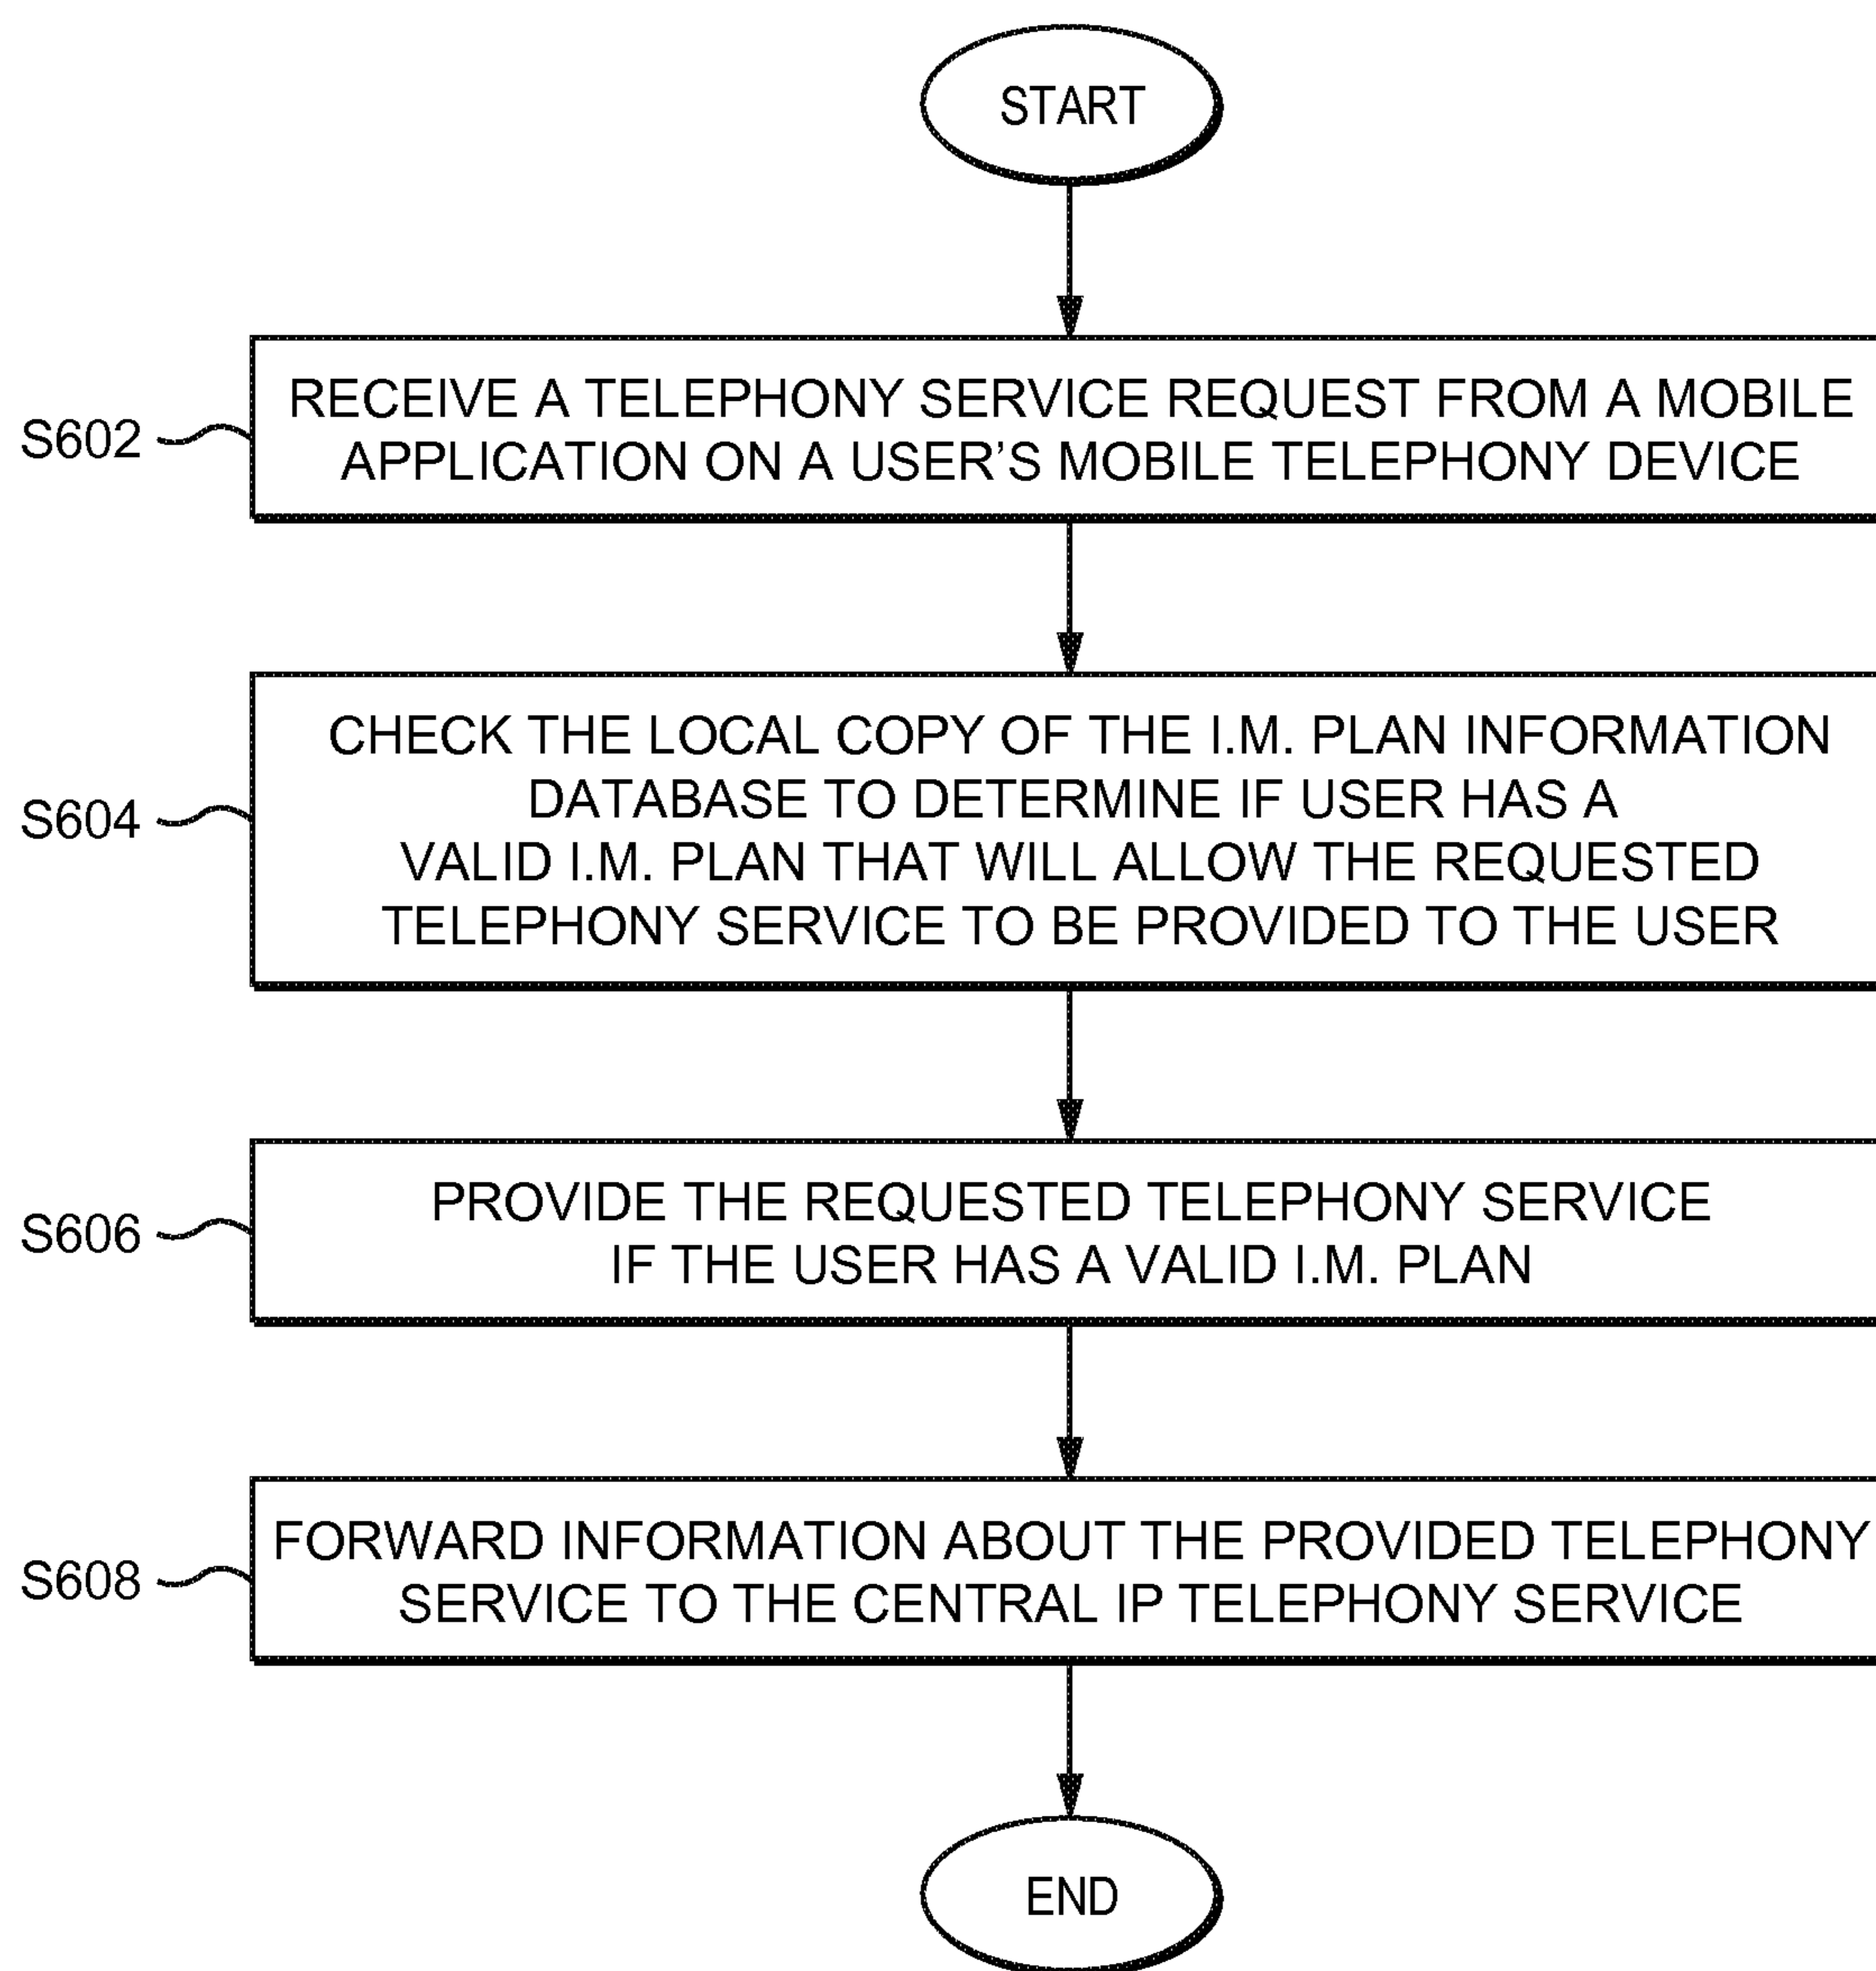 START
S602
RECEIVE A TELEPHONY SERVICE REQUEST FROM A MOBILE
APPLICATION ON A USER'S MOBILE TELEPHONY DEVICE
S604
CHECK THE LOCAL COPY OF THE I.M. PLAN INFORMATION
DATABASE TO DETERMINE IF USER HAS A
VALID I.M. PLAN THAT WILL ALLOW THE REQUESTED
TELEPHONY SERVICE TO BE PROVIDED TO THE USER
S606
PROVIDE THE REQUESTED TELEPHONY SERVICE
IF THE USER HAS A VALID I.M. PLAN
S608
FORWARD INFORMATION ABOUT THE PROVIDED TELEPHONY
SERVICE TO THE CENTRAL IP TELEPHONY SERVICE
END